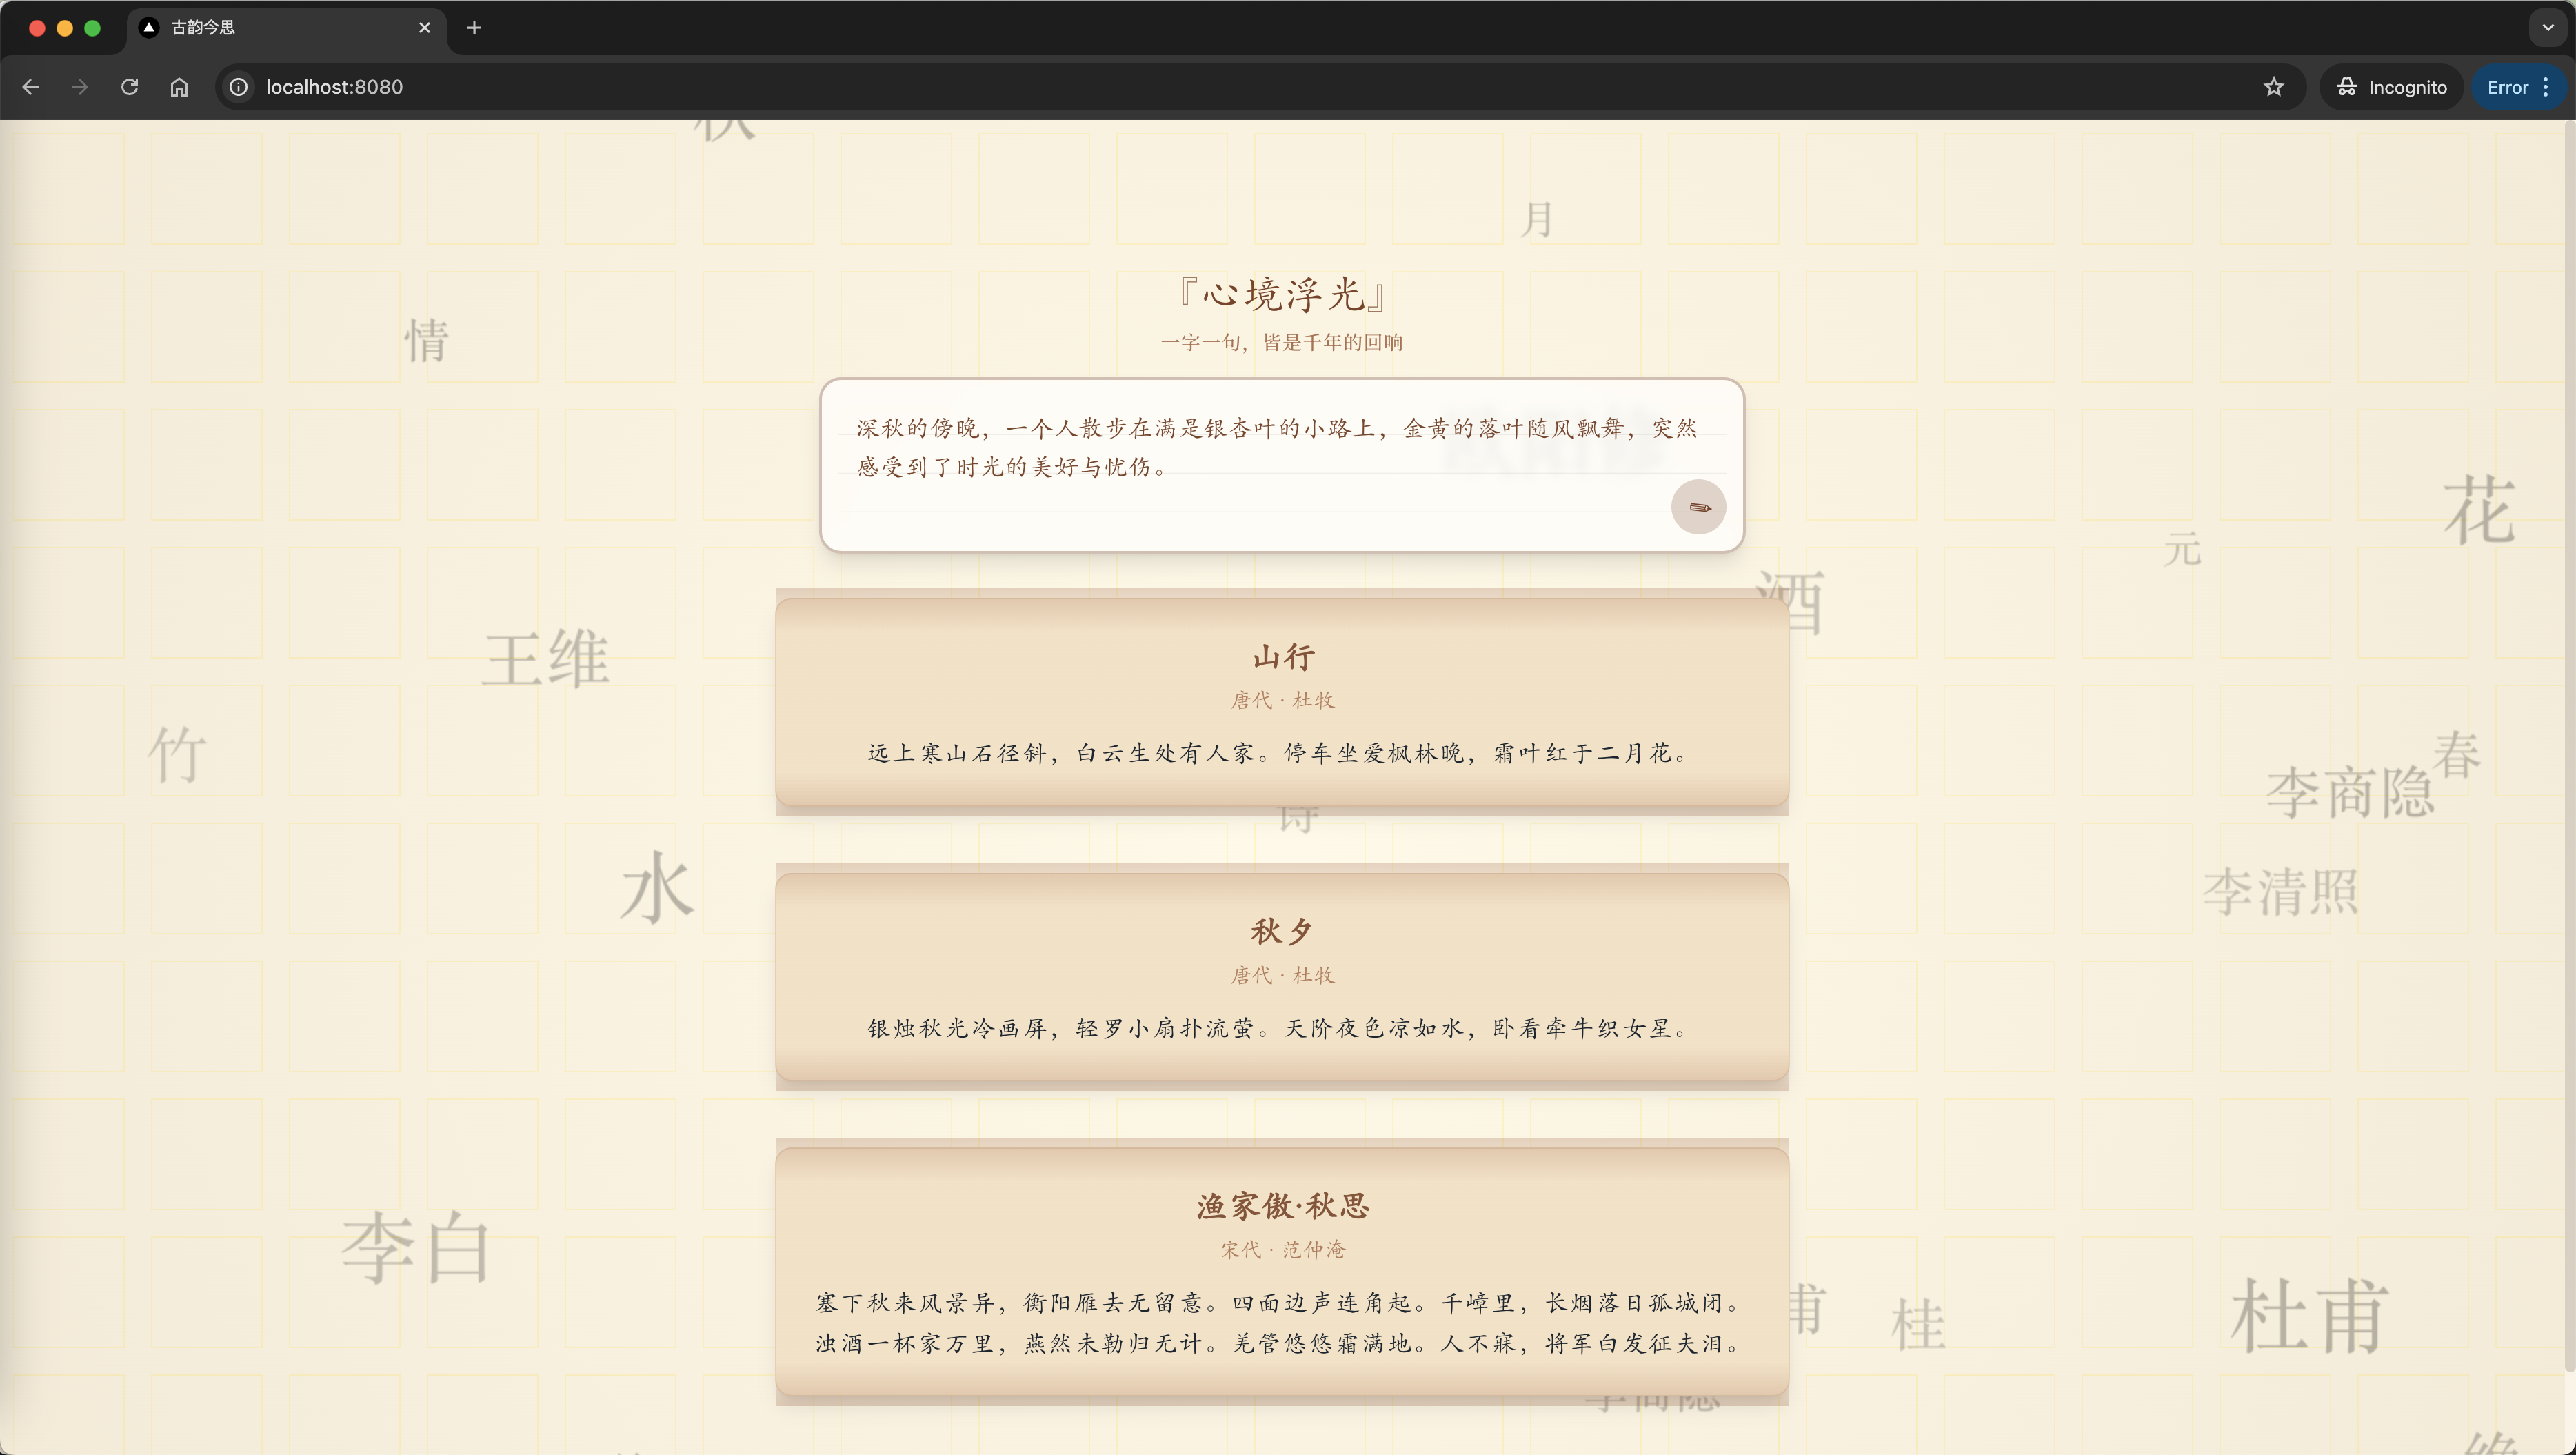 古韵今思
localhost:8080
Incognito
Error
月
『心境浮光』
一字一句，皆是千年的回响
情
深秋的傍晚，一个人散步在满是银杏叶的小路上，金黄的落叶随风飘舞，突然
感受到了时光的美好与忧伤。
花
元
酒
王维
山行
唐代 · 杜牧
远上寒山石径斜，白云生处有人家。停车坐爱枫林晚，霜叶红于二月花。
竹
春
李商隐
诗
水
李清照
秋夕
唐代 · 杜牧
银烛秋光冷画屏，轻罗小扇扑流萤。天阶夜色凉如水，卧看牵牛织女星。
渔家傲·秋思
宋代 · 范仲淹
李白
塞下秋来风景异，衡阳雁去无留意。四面边声连角起。千嶂里，长烟落日孤城闭。
浊酒一杯家万里，燕然未勒归无计。羌管悠悠霜满地。人不寐，将军白发征夫泪。
甫
桂
杜甫
李商隐